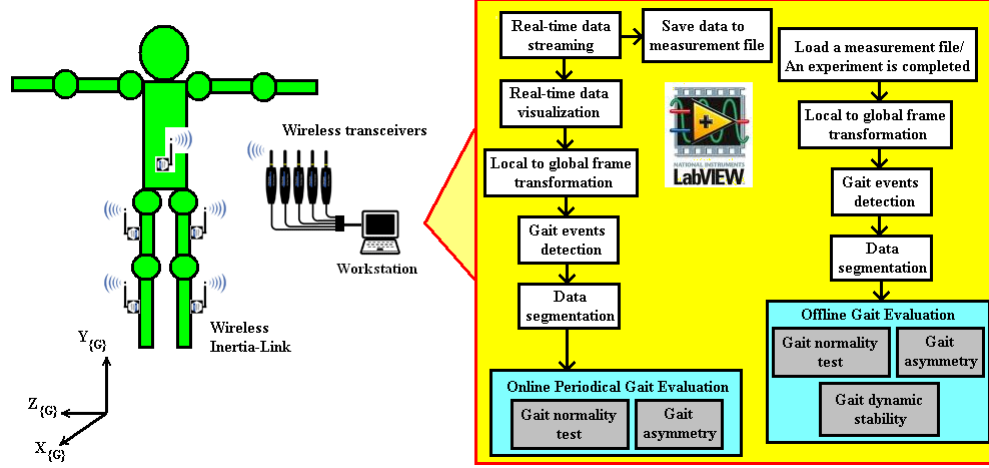 Wireless transceivers
Workstation
Wireless
Inertia-Link
Y{G}
Z{G}
X{G}
Real-time data
streaming
Save data to
measurement file
Real-time data
visualization
Local to global frame
transformation
Gait events
detection
Data
segmentation
Online Periodical Gait Evaluation
Gait normality
test
Gait
asymmetry
NATIONAL INSTRUMENTS
LabVIEW
Load a measurement file/
An experiment is completed
Local to global frame
transformation
Gait events
detection
Data
segmentation
Offline Gait Evaluation
Gait normality
test
Gait
asymmetry
Gait dynamic
stability